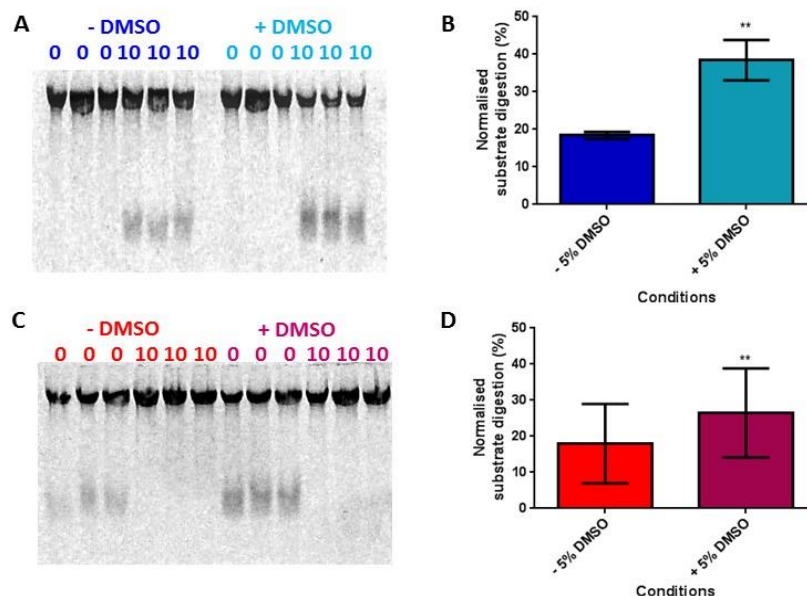 A
- DMSO + DMSO
0 0 0 10 10 10 0 0 0 10 10 10
B
Normalised
substrate digestion (%)
50
40
30
20
10
0
**
- 5% DMSO
+ 5% DMSO
Conditions
C
- DMSO + DMSO
0 0 0 10 10 10 0 0 0 10 10 10
D
Normalised
substrate digestion (%)
50
40
30
20
10
0
**
- 5% DMSO
+ 5% DMSO
Conditions